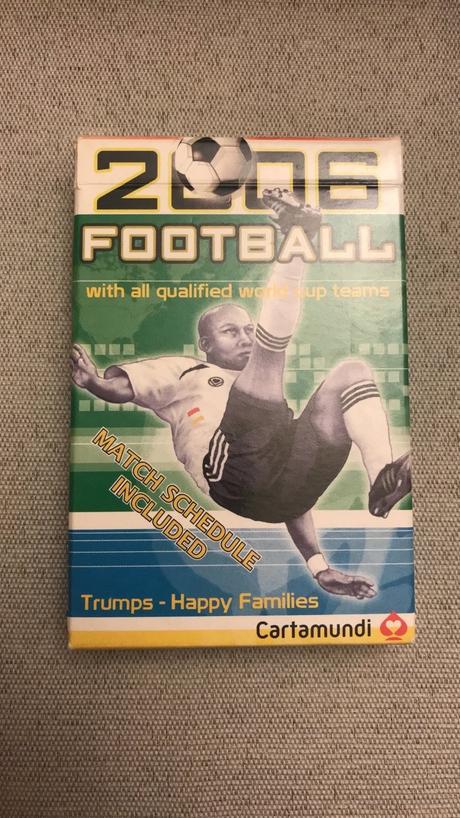 2006
FOOTBALL
with all qualified world cup teams
MATCH SCHEDULE
INCLUDED
Trumps - Happy Families
Cartamundi